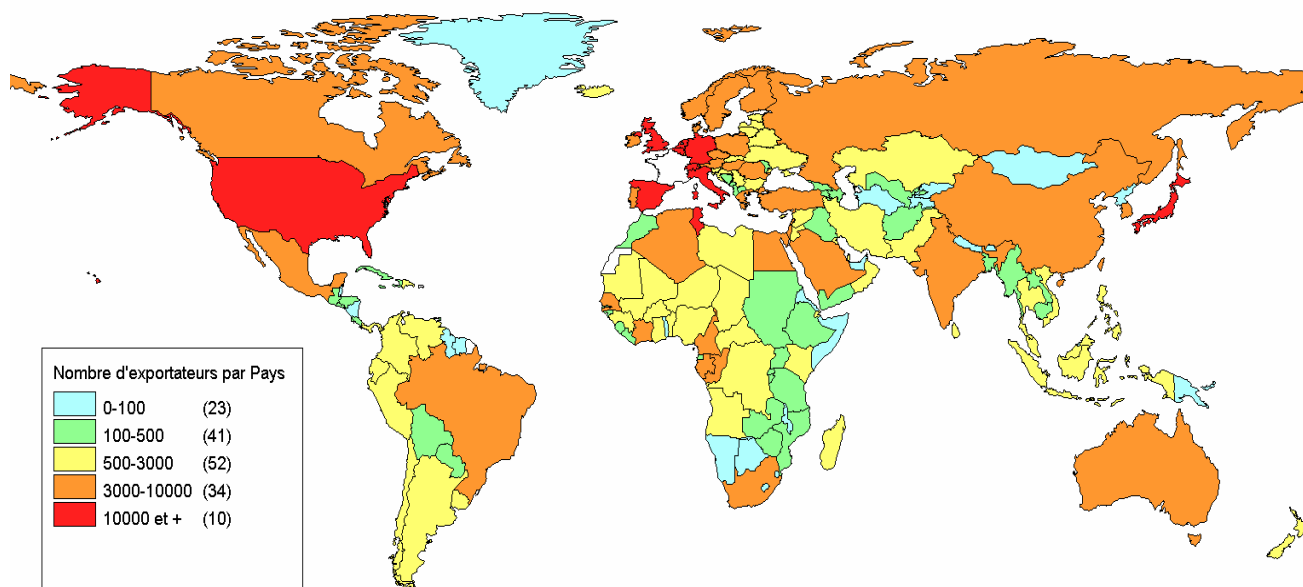 Nombre d'exportateurs par Pays
0-100 (23)
100-500 (41)
500-3000 (52)
3000-10000 (34)
10000 et + (10)